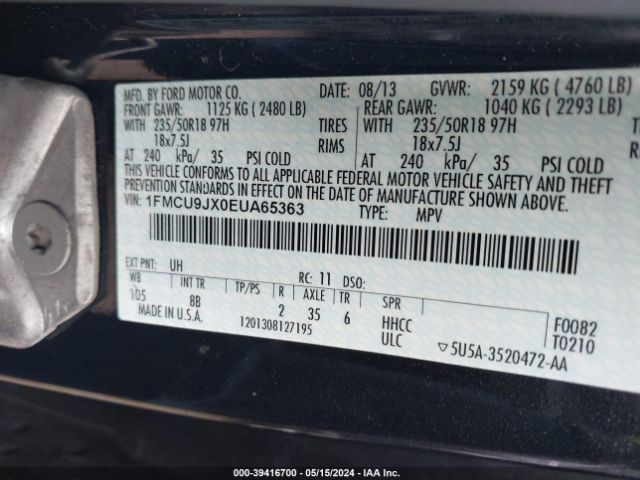 MFD. BY FORD MOTOR CO. DATE: 08/13 GVWR: 2159 KG ( 4760 LB)
FRONT GAWR: 1125 KG ( 2480 LB) REAR GAWR: 1040 KG ( 2293 LB)
WITH 235/50R18 97H TIRES WITH 235/50R18 97H
18x7.5J RIMS 18x7.5J
AT 240 kPa/ 35 PSI COLD AT 240 kPa/ 35 PSI COLD
THIS VEHICLE CONFORMS TO ALL APPLICABLE FEDERAL MOTOR VEHICLE SAFETY AND THEFT
PREVENTION STANDARDS IN EFFECT ON THE DATE OF MANUFACTURE SHOWN ABOVE.
VIN: 1FMCU9JX0EUA65363 TYPE: MPV
EXT PNT: UH RC: 11 DSO:
WB INT TR TP/PS R AXLE TR SPR
105 8B 2 35 6 HHCC F0082
MADE IN U.S.A. 1201308127195 ULC ▽5U5A-3520472-AA T0210
000-39416700 - 05/15/2024 - IAA Inc.